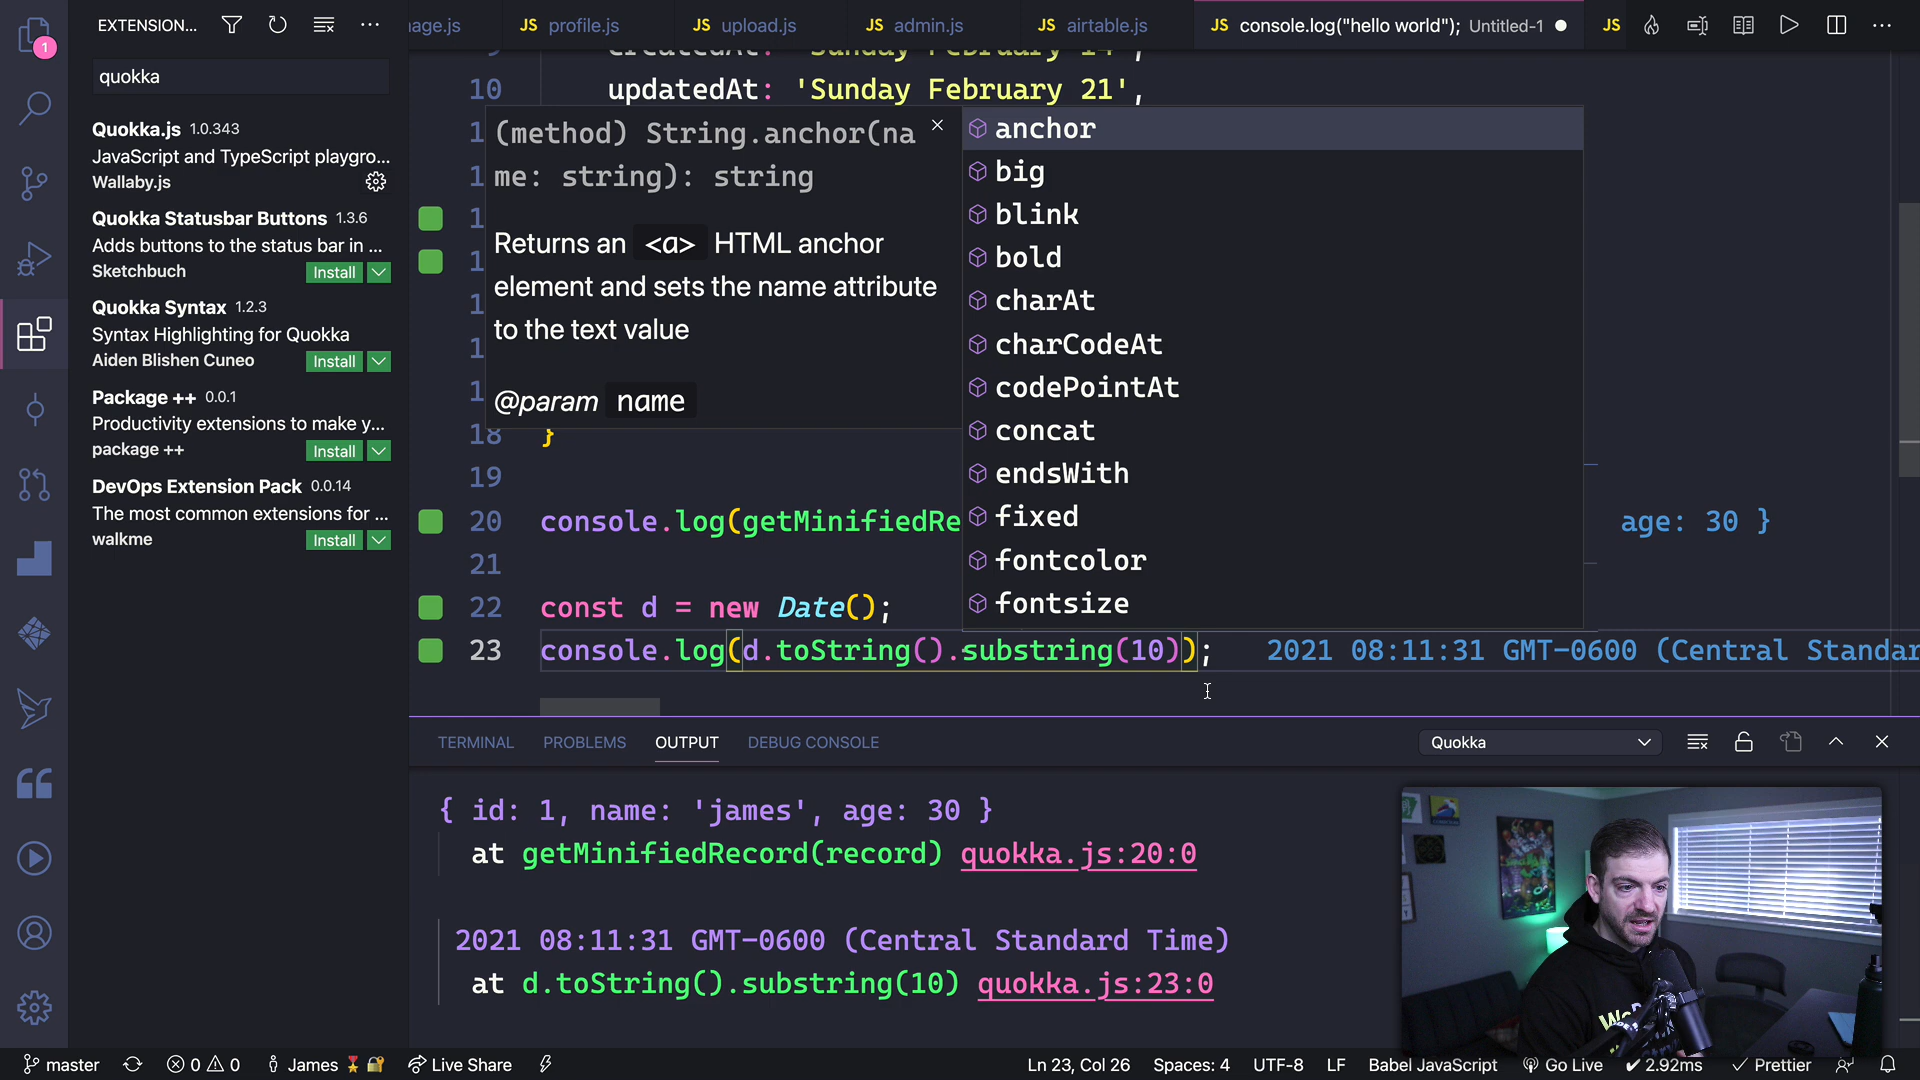 EXTENSION...
quokka
Quokka.js 1.0.343
JavaScript and TypeScript playgro...
Wallaby.js
Quokka Statusbar Buttons 1.3.6
Adds buttons to the status bar in ...
Sketchbuch Install
Quokka Syntax 1.2.3
Syntax Highlighting for Quokka
Aiden Blishen Cuneo Install
Package ++ 0.0.1
Productivity extensions to make y...
package ++ Install
DevOps Extension Pack 0.0.14
The most common extensions for ...
walkme Install
1
nage.js
JS profile.js
JS upload.js
JS admin.js
JS airtable.js
JS console.log("hello world"); Untitled-1
JS
createdAt: 'Sunday February 14',
10 updatedAt: 'Sunday February 21',
(method) String.anchor(na
me: string): string
Returns an <a> HTML anchor
element and sets the name attribute
to the text value
@param name
anchor
big
blink
bold
charAt
charCodeAt
codePointAt
concat
endsWith
fixed
fontcolor
fontsize
18 }
19
20 console.log(getMinifiedRe age: 30 }
21
22 const d = new Date();
23 console.log(d.toString().substring(10)); 2021 08:11:31 GMT-0600 (Central Standar
TERMINAL PROBLEMS OUTPUT DEBUG CONSOLE
Quokka
{ id: 1, name: 'james', age: 30 }
at getMinifiedRecord(record) quokka.js:20:0
2021 08:11:31 GMT-0600 (Central Standard Time)
at d.toString().substring(10) quokka.js:23:0
master 0 0 James Live Share Ln 23, Col 26 Spaces: 4 UTF-8 LF Babel JavaScript Go Live 2.92ms Prettier